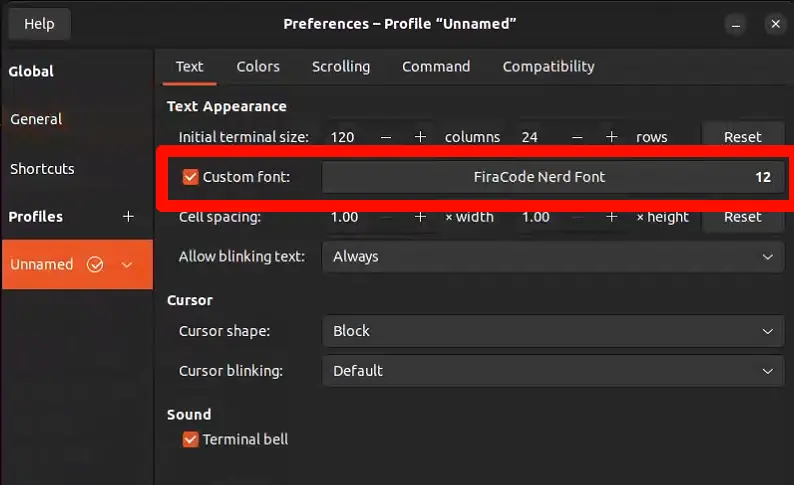 Help
Preferences – Profile “Unnamed”
Global
General
Shortcuts
Profiles +
Unnamed
Text Colors Scrolling Command Compatibility
Text Appearance
Initial terminal size: 120 − + columns 24 − + rows Reset
Custom font: FiraCode Nerd Font 12
Cell spacing: 1.00 − + × width 1.00 − + × height Reset
Allow blinking text: Always
Cursor
Cursor shape: Block
Cursor blinking: Default
Sound
Terminal bell